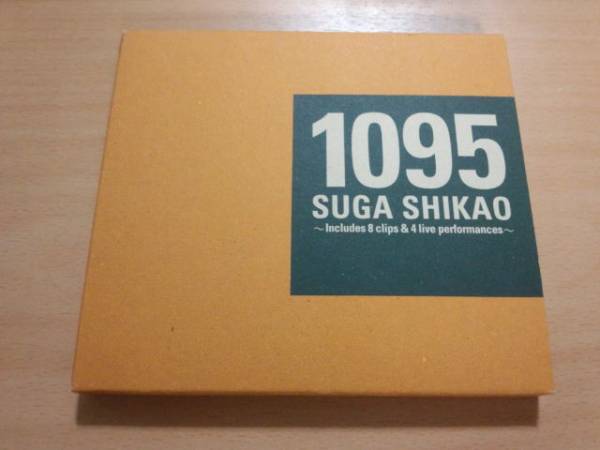 1095
SUGA SHIKAO
～Includes 8 clips & 4 live performances～